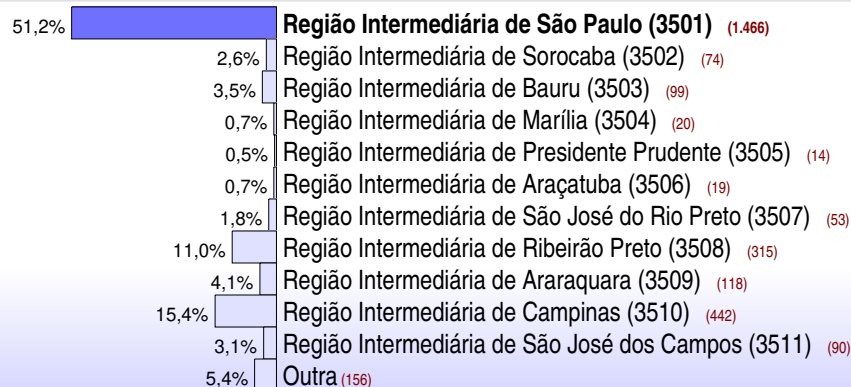 51,2% Região Intermediária de São Paulo (3501) (1.466)
2,6% Região Intermediária de Sorocaba (3502) (74)
3,5% Região Intermediária de Bauru (3503) (99)
0,7% Região Intermediária de Marília (3504) (20)
0,5% Região Intermediária de Presidente Prudente (3505) (14)
0,7% Região Intermediária de Araçatuba (3506) (19)
1,8% Região Intermediária de São José do Rio Preto (3507) (53)
11,0% Região Intermediária de Ribeirão Preto (3508) (315)
4,1% Região Intermediária de Araraquara (3509) (118)
15,4% Região Intermediária de Campinas (3510) (442)
3,1% Região Intermediária de São José dos Campos (3511) (90)
5,4% Outra (156)